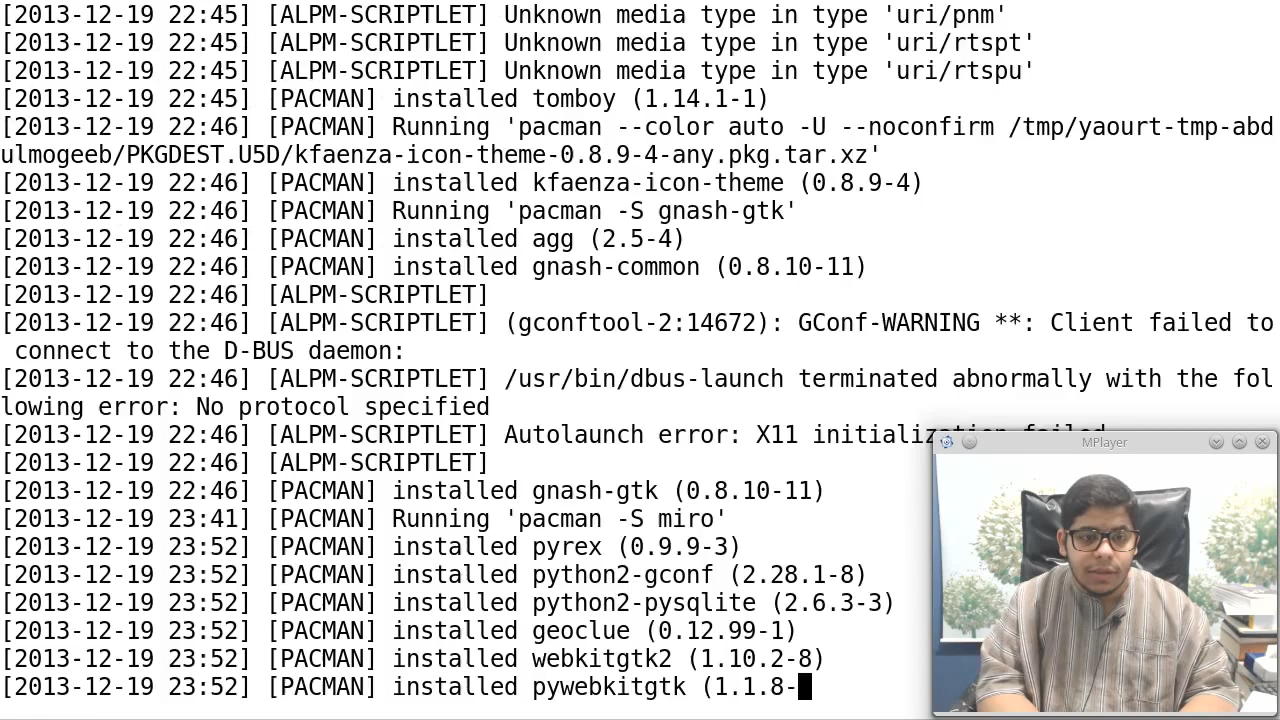 [2013-12-19 22:45] [ALPM-SCRIPTLET] Unknown media type in type 'uri/pnm'
[2013-12-19 22:45] [ALPM-SCRIPTLET] Unknown media type in type 'uri/rtspt'
[2013-12-19 22:45] [ALPM-SCRIPTLET] Unknown media type in type 'uri/rtspu'
[2013-12-19 22:45] [PACMAN] installed tomboy (1.14.1-1)
[2013-12-19 22:46] [PACMAN] Running 'pacman --color auto -U --noconfirm /tmp/yaourt-tmp-abd
ulmogeeb/PKGDEST.U5D/kfaenza-icon-theme-0.8.9-4-any.pkg.tar.xz'
[2013-12-19 22:46] [PACMAN] installed kfaenza-icon-theme (0.8.9-4)
[2013-12-19 22:46] [PACMAN] Running 'pacman -S gnash-gtk'
[2013-12-19 22:46] [PACMAN] installed agg (2.5-4)
[2013-12-19 22:46] [PACMAN] installed gnash-common (0.8.10-11)
[2013-12-19 22:46] [ALPM-SCRIPTLET]
[2013-12-19 22:46] [ALPM-SCRIPTLET] (gconftool-2:14672): GConf-WARNING **: Client failed to
 connect to the D-BUS daemon:
[2013-12-19 22:46] [ALPM-SCRIPTLET] /usr/bin/dbus-launch terminated abnormally with the fol
lowing error: No protocol specified
[2013-12-19 22:46] [ALPM-SCRIPTLET] Autolaunch error: X11 initialization failed
[2013-12-19 22:46] [ALPM-SCRIPTLET]
[2013-12-19 22:46] [PACMAN] installed gnash-gtk (0.8.10-11)
[2013-12-19 23:41] [PACMAN] Running 'pacman -S miro'
[2013-12-19 23:52] [PACMAN] installed pyrex (0.9.9-3)
[2013-12-19 23:52] [PACMAN] installed python2-gconf (2.28.1-8)
[2013-12-19 23:52] [PACMAN] installed python2-pysqlite (2.6.3-3)
[2013-12-19 23:52] [PACMAN] installed geoclue (0.12.99-1)
[2013-12-19 23:52] [PACMAN] installed webkitgtk2 (1.10.2-8)
[2013-12-19 23:52] [PACMAN] installed pywebkitgtk (1.1.8-
MPlayer